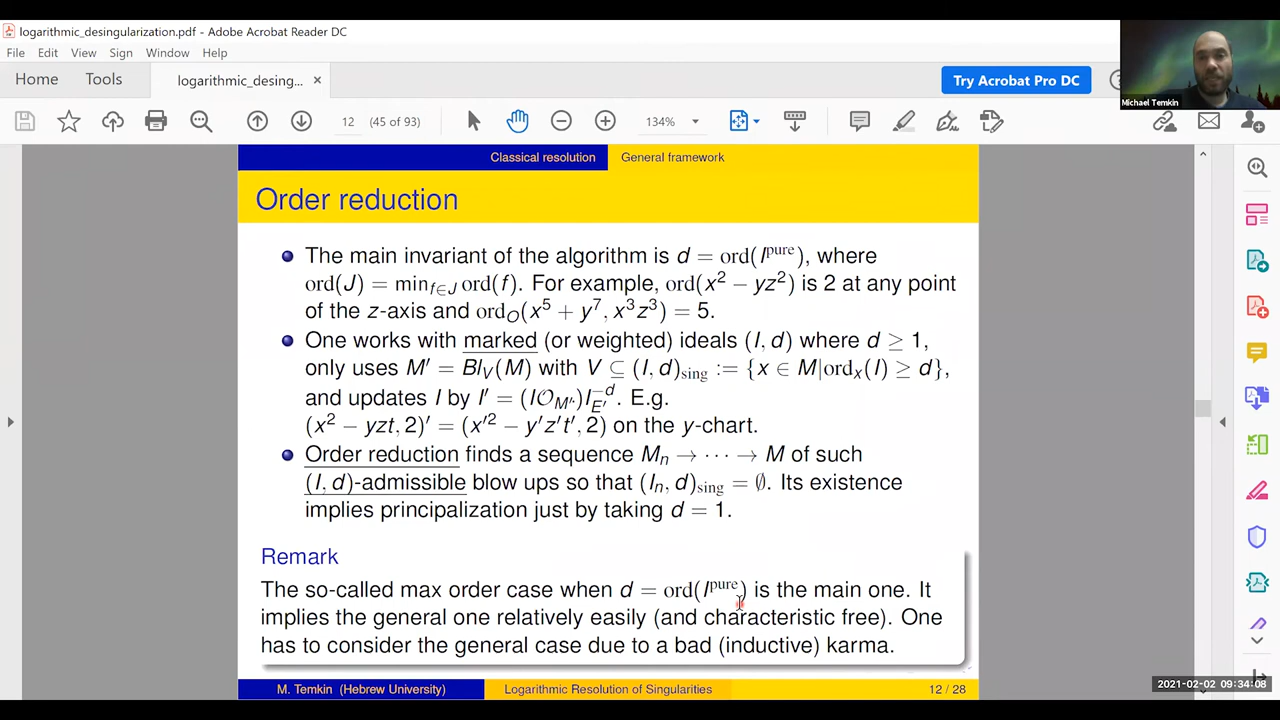 logarithmic_desingularization.pdf - Adobe Acrobat Reader DC
File Edit View Sign Window Help
Home Tools logarithmic_desing... × Try Acrobat Pro DC
Michael Temkin
12 (45 of 93) 134%
Classical resolution General framework
Order reduction
The main invariant of the algorithm is d = ord(I^pure), where
ord(J) = min_{f∈J} ord(f). For example, ord(x² − yz²) is 2 at any point
of the z-axis and ord_O(x⁵ + y⁷, x³z³) = 5.
One works with marked (or weighted) ideals (I, d) where d ≥ 1,
only uses M′ = Bl_V(M) with V ⊆ (I, d)_sing := {x ∈ M|ord_x(I) ≥ d},
and updates I by I′ = (IO_{M′})I_{E′}^{−d}. E.g.
(x² − yzt, 2)′ = (x′² − y′z′t′, 2) on the y-chart.
Order reduction finds a sequence M_n → ··· → M of such
(I, d)-admissible blow ups so that (I_n, d)_sing = ∅. Its existence
implies principalization just by taking d = 1.
Remark
The so-called max order case when d = ord(I^pure) is the main one. It
implies the general one relatively easily (and characteristic free). One
has to consider the general case due to a bad (inductive) karma.
M. Temkin (Hebrew University) Logarithmic Resolution of Singularities 12 / 28
2021-02-02 09:34:08